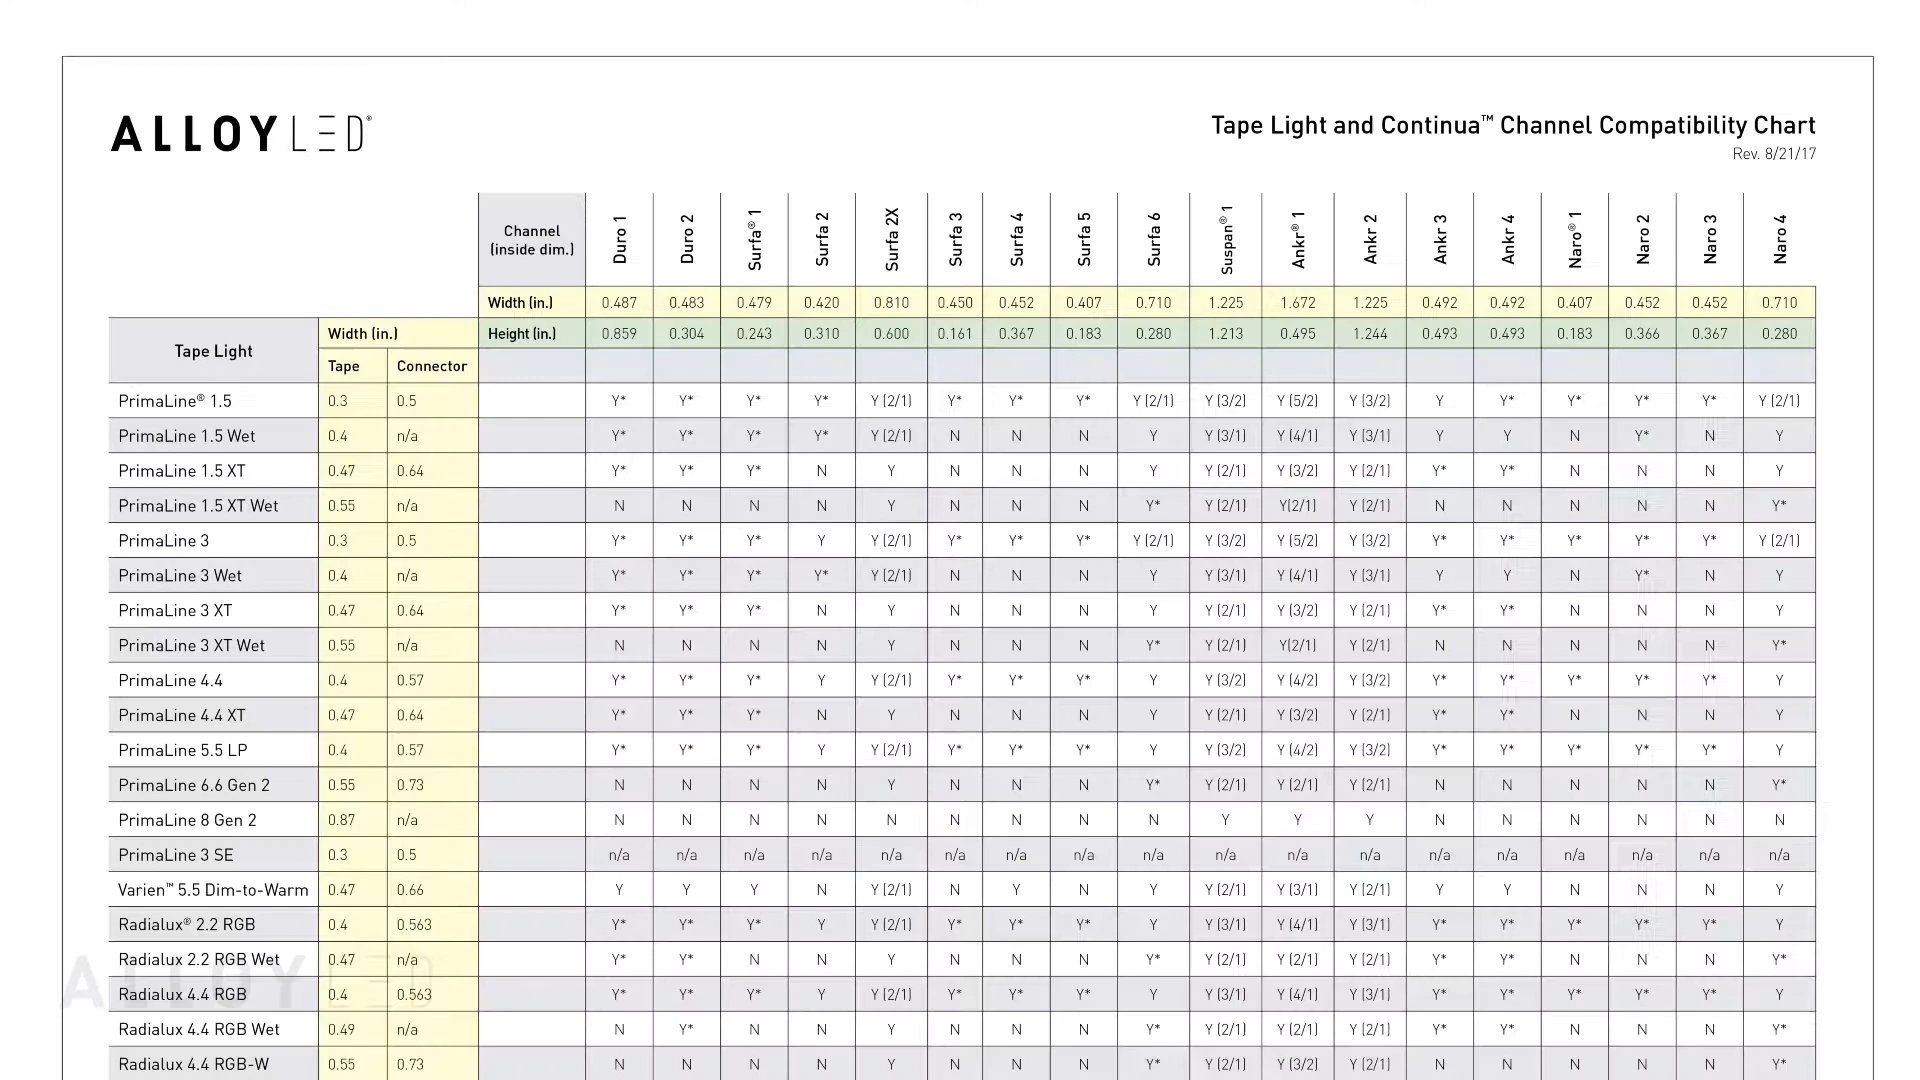 ALLOYLED®
Tape Light and Continua™ Channel Compatibility Chart
Rev. 8/21/17
Channel (inside dim.) Duro 1 Duro 2 Surfa® 1 Surfa 2 Surfa 2X Surfa 3 Surfa 4 Surfa 5 Surfa 6 Suspan® 1 Ankr® 1 Ankr 2 Ankr 3 Ankr 4 Naro® 1 Naro 2 Naro 3 Naro 4
Width (in.) 0.487 0.483 0.479 0.420 0.810 0.450 0.452 0.407 0.710 1.225 1.672 1.225 0.492 0.492 0.407 0.452 0.452 0.710
Tape Light Width (in.) Height (in.) 0.859 0.304 0.243 0.310 0.600 0.161 0.367 0.183 0.280 1.213 0.495 1.244 0.493 0.493 0.183 0.366 0.367 0.280
Tape Connector
PrimaLine® 1.5 0.3 0.5 Y* Y* Y* Y* Y (2/1) Y* Y* Y* Y (2/1) Y (3/2) Y (5/2) Y (3/2) Y Y* Y* Y* Y* Y (2/1)
PrimaLine 1.5 Wet 0.4 n/a Y* Y* Y* Y* Y (2/1) N N N Y Y (3/1) Y (4/1) Y (3/1) Y Y N Y* N Y
PrimaLine 1.5 XT 0.47 0.64 Y* Y* Y* N Y N N N Y Y (2/1) Y (3/2) Y (2/1) Y* Y* N N N Y
PrimaLine 1.5 XT Wet 0.55 n/a N N N N Y N N N Y* Y (2/1) Y(2/1) Y (2/1) N N N N N Y*
PrimaLine 3 0.3 0.5 Y* Y* Y* Y Y (2/1) Y* Y* Y* Y (2/1) Y (3/2) Y (5/2) Y (3/2) Y* Y* Y* Y* Y* Y (2/1)
PrimaLine 3 Wet 0.4 n/a Y* Y* Y* Y* Y (2/1) N N N Y Y (3/1) Y (4/1) Y (3/1) Y Y N Y* N Y
PrimaLine 3 XT 0.47 0.64 Y* Y* Y* N Y N N N Y Y (2/1) Y (3/2) Y (2/1) Y* Y* N N N Y
PrimaLine 3 XT Wet 0.55 n/a N N N N Y N N N Y* Y (2/1) Y(2/1) Y (2/1) N N N N N Y*
PrimaLine 4.4 0.4 0.57 Y* Y* Y* Y Y (2/1) Y* Y* Y* Y Y (3/2) Y (4/2) Y (3/2) Y* Y* Y* Y* Y* Y
PrimaLine 4.4 XT 0.47 0.64 Y* Y* Y* N Y N N N Y Y (2/1) Y (3/2) Y (2/1) Y* Y* N N N Y
PrimaLine 5.5 LP 0.4 0.57 Y* Y* Y* Y Y (2/1) Y* Y* Y* Y Y (3/2) Y (4/2) Y (3/2) Y* Y* Y* Y* Y* Y
PrimaLine 6.6 Gen 2 0.55 0.73 N N N N Y N N N Y* Y (2/1) Y (2/1) Y (2/1) N N N N N Y*
PrimaLine 8 Gen 2 0.87 n/a N N N N N N N N N Y Y Y N N N N N N
PrimaLine 3 SE 0.3 0.5 n/a n/a n/a n/a n/a n/a n/a n/a n/a n/a n/a n/a n/a n/a n/a n/a n/a n/a
Varien™ 5.5 Dim-to-Warm 0.47 0.66 Y Y Y N Y (2/1) N Y N Y Y (2/1) Y (3/1) Y (2/1) Y Y N N N Y
Radialux® 2.2 RGB 0.4 0.563 Y* Y* Y* Y Y (2/1) Y* Y* Y* Y Y (3/1) Y (4/1) Y (3/1) Y* Y* Y* Y* Y* Y
Radialux 2.2 RGB Wet 0.47 n/a Y* Y* N N Y N N N Y* Y (2/1) Y (2/1) Y (2/1) Y* Y* N N N Y*
Radialux 4.4 RGB 0.4 0.563 Y* Y* Y* Y Y (2/1) Y* Y* Y* Y Y (3/1) Y (4/1) Y (3/1) Y* Y* Y* Y* Y* Y
Radialux 4.4 RGB Wet 0.49 n/a N Y* N N Y N N N Y* Y (2/1) Y (2/1) Y (2/1) Y* Y* N N N Y*
Radialux 4.4 RGB-W 0.55 0.73 N N N N Y N N N Y* Y (2/1) Y (3/2) Y (2/1) N N N N N Y*
ALLOYLED